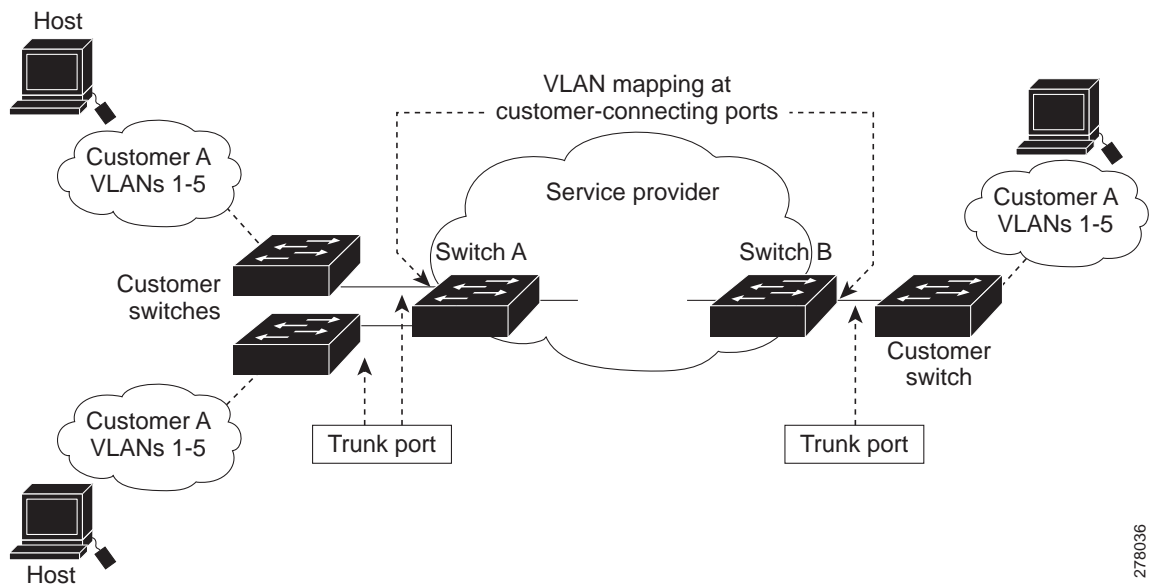 Host
VLAN mapping at
customer-connecting ports
Customer A
VLANs 1-5
Service provider
Customer A
VLANs 1-5
Switch A
Switch B
Customer
switches
Customer
switch
Customer A
VLANs 1-5
Trunk port
Trunk port
Host
278036